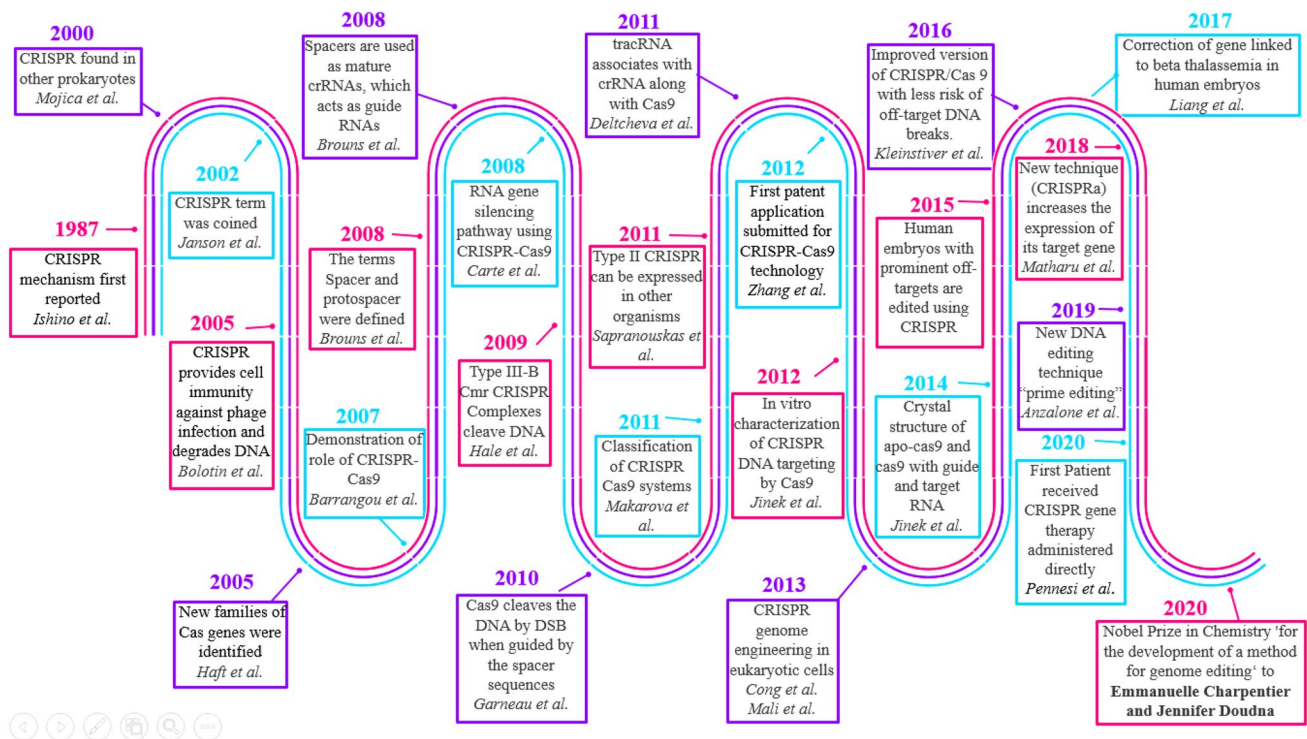 1987
CRISPR
mechanism first
reported
Ishino et al.
2000
CRISPR found in
other prokaryotes
Mojica et al.
2002
CRISPR term
was coined
Janson et al.
2005
CRISPR
provides cell
immunity
against phage
infection and
degrades DNA
Bolotin et al.
2005
New families of
Cas genes were
identified
Haft et al.
2007
Demonstration of
role of CRISPR-
Cas9
Barrangou et al.
2008
The terms
Spacer and
protospacer
were defined
Brouns et al.
2008
Spacers are used
as mature
crRNAs, which
acts as guide
RNAs
Brouns et al.
2008
RNA gene
silencing
pathway using
CRISPR-Cas9
Carte et al.
2009
Type III-B
Cmr CRISPR
Complexes
cleave DNA
Hale et al.
2010
Cas9 cleaves the
DNA by DSB
when guided by
the spacer
sequences
Garneau et al.
2011
Classification of
CRISPR
Cas9 systems
Makarova et
al.
2011
Type II CRISPR
can be expressed
in other
organisms
Sapranouskas et
al.
2011
tracRNA
associates with
crRNA along
with Cas9
Deltcheva et al.
2012
First patent
application
submitted for
CRISPR-Cas9
technology
Zhang et al.
2012
In vitro
characterization
of CRISPR
DNA targeting
by Cas9
Jinek et al.
2013
CRISPR
genome
engineering in
eukaryotic cells
Cong et al.
Mali et al.
2014
Crystal
structure of
apo-cas9 and
cas9 with guide
and target
RNA
Jinek et al.
2015
Human
embryos with
prominent off-
targets are
edited using
CRISPR
2016
Improved version
of CRISPR/Cas 9
with less risk of
off-target DNA
breaks.
Kleinstiver et al.
2017
Correction of gene linked
to beta thalassemia in
human embryos
Liang et al.
2018
New technique
(CRISPRa)
increases the
expression of
its target gene
Matharu et al.
2019
New DNA
editing
technique
“prime editing”
Anzalone et al.
2020
First Patient
received
CRISPR gene
therapy
administered
directly
Pennesi et al.
2020
Nobel Prize in Chemistry 'for
the development of a method
for genome editing‘ to
Emmanuelle Charpentier
and Jennifer Doudna